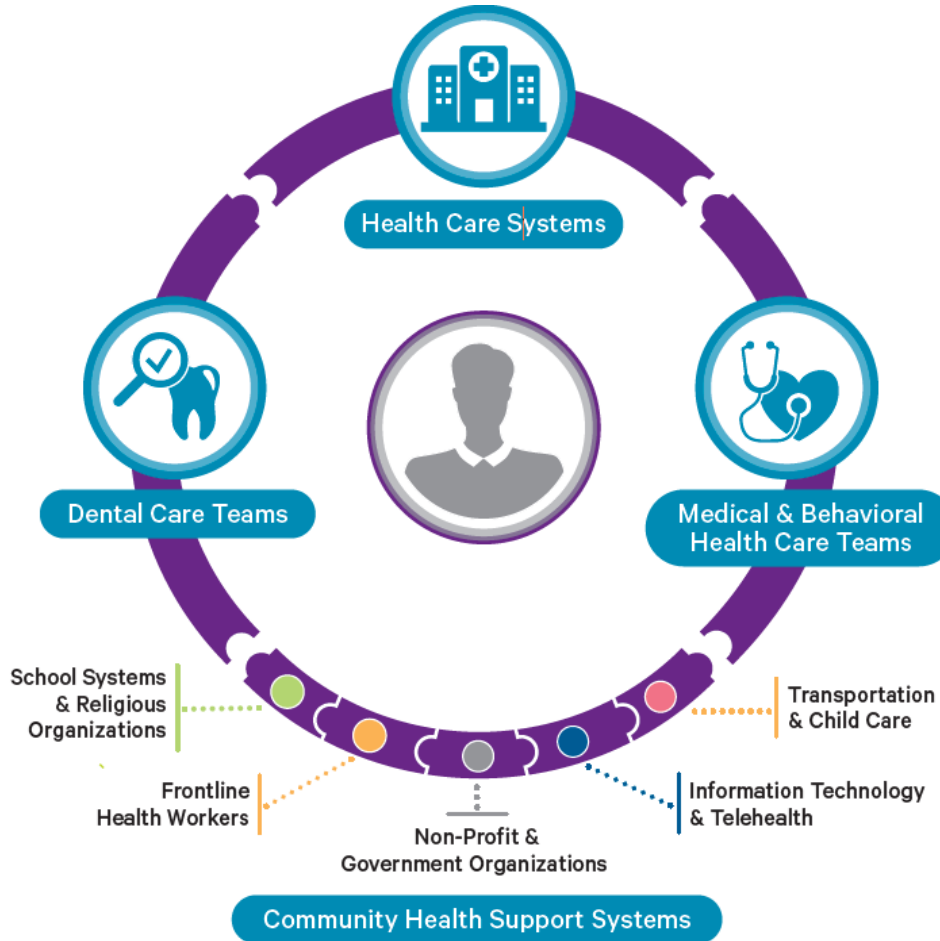 Health Care Systems
Dental Care Teams
Medical & Behavioral
Health Care Teams
School Systems
& Religious
Organizations
Transportation
& Child Care
Frontline
Health Workers
Information Technology
& Telehealth
Non-Profit &
Government Organizations
Community Health Support Systems